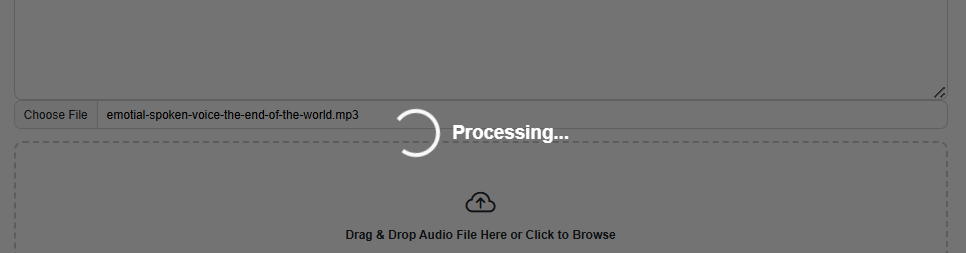 Choose File emotial-spoken-voice-the-end-of-the-world.mp3
Processing...
Drag & Drop Audio File Here or Click to Browse